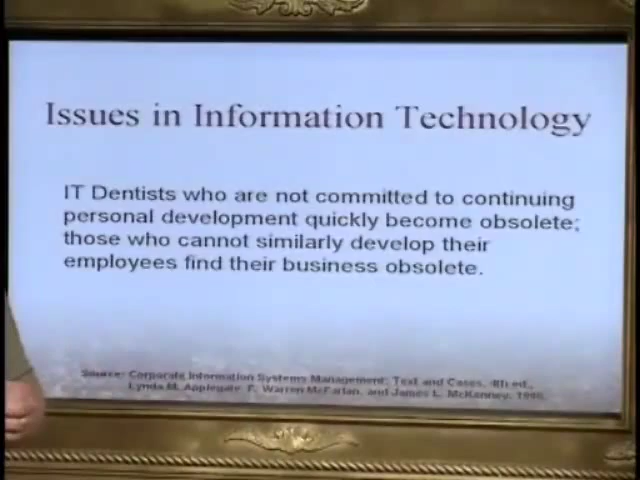 Issues in Information Technology
IT Dentists who are not committed to continuing
personal development quickly become obsolete;
those who cannot similarly develop their
employees find their business obsolete.
Source: Corporate Information Systems Management: Text and Cases, 4th ed.,
Lynda M. Applegate, F. Warren McFarlan, and James L. McKenney, 1996.